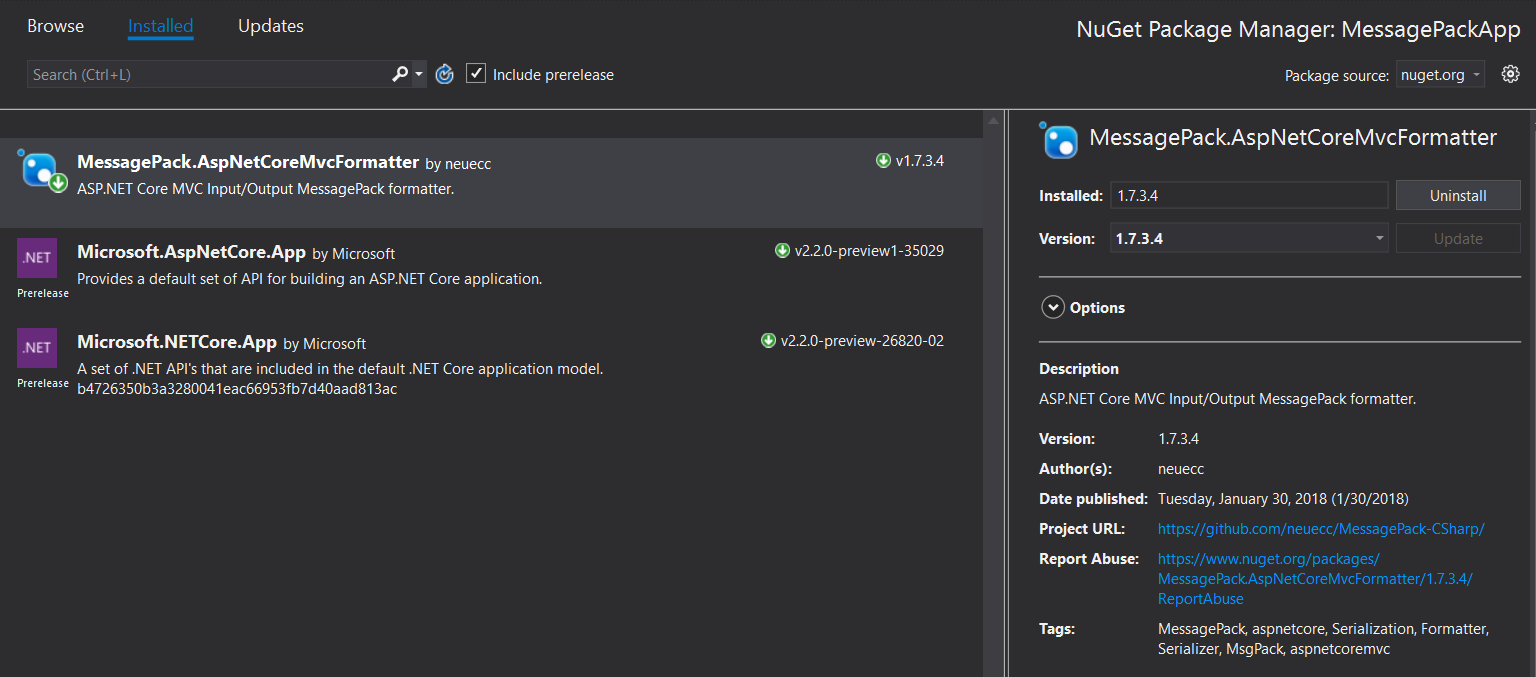 Browse Installed Updates
NuGet Package Manager: MessagePackApp
Search (Ctrl+L)
Include prerelease
Package source: nuget.org
MessagePack.AspNetCoreMvcFormatter by neuecc
v1.7.3.4
ASP.NET Core MVC Input/Output MessagePack formatter.
.NET
Prerelease
Microsoft.AspNetCore.App by Microsoft
v2.2.0-preview1-35029
Provides a default set of API for building an ASP.NET Core application.
.NET
Prerelease
Microsoft.NETCore.App by Microsoft
v2.2.0-preview-26820-02
A set of .NET API's that are included in the default .NET Core application model.
b4726350b3a3280041eac66953fb7d40aad813ac
MessagePack.AspNetCoreMvcFormatter
Installed: 1.7.3.4 Uninstall
Version: 1.7.3.4 Update
Options
Description
ASP.NET Core MVC Input/Output MessagePack formatter.
Version: 1.7.3.4
Author(s): neuecc
Date published: Tuesday, January 30, 2018 (1/30/2018)
Project URL: https://github.com/neuecc/MessagePack-CSharp/
Report Abuse: https://www.nuget.org/packages/
MessagePack.AspNetCoreMvcFormatter/1.7.3.4/
ReportAbuse
Tags: MessagePack, aspnetcore, Serialization, Formatter,
Serializer, MsgPack, aspnetcoremvc